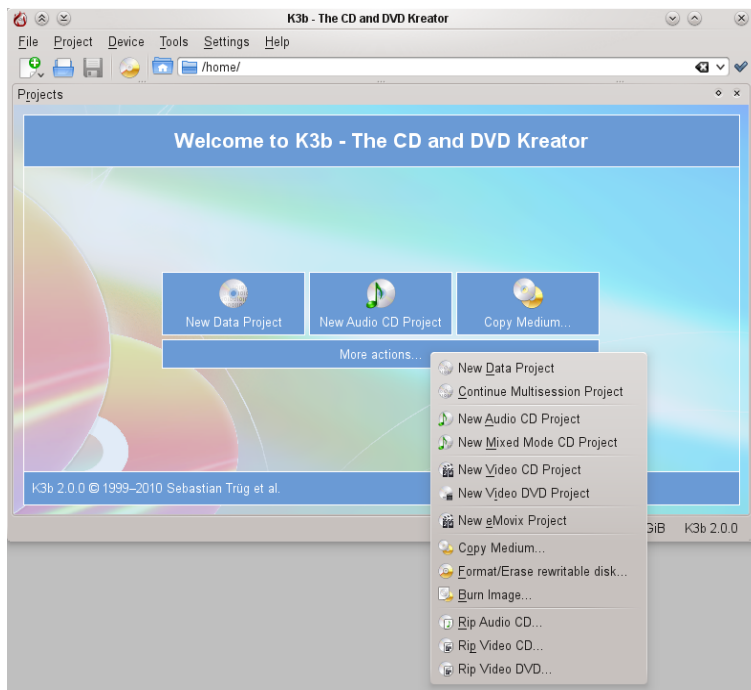 K3b - The CD and DVD Kreator
File Project Device Tools Settings Help
/home/
Projects
Welcome to K3b - The CD and DVD Kreator
New Data Project New Audio CD Project Copy Medium...
More actions...
New Data Project
Continue Multisession Project
New Audio CD Project
New Mixed Mode CD Project
New Video CD Project
New Video DVD Project
New eMovix Project
Copy Medium...
Format/Erase rewritable disk...
Burn Image...
Rip Audio CD...
Rip Video CD...
Rip Video DVD...
K3b 2.0.0 © 1999–2010 Sebastian Trüg et al.
GiB K3b 2.0.0